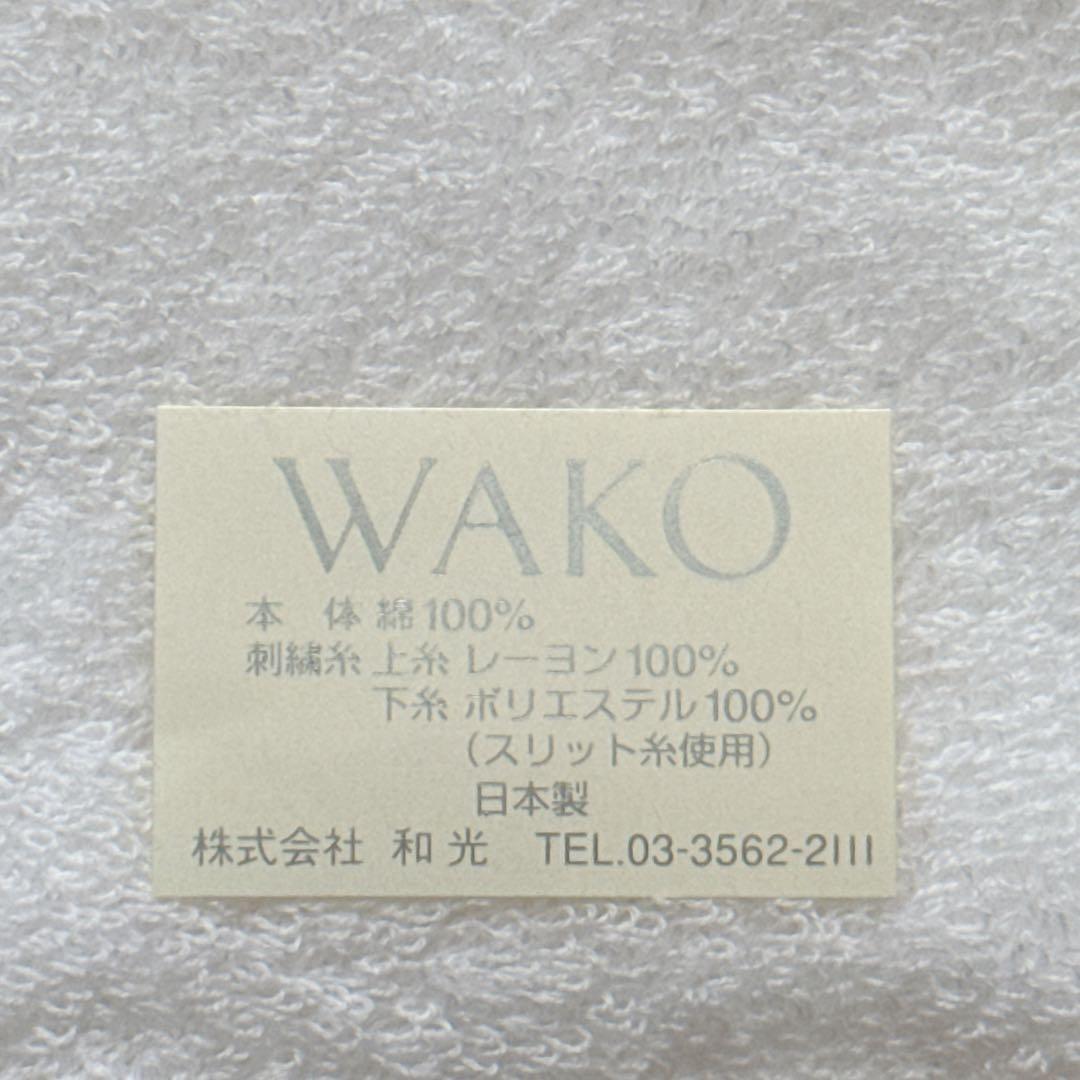 WAKO
本 体 綿100%
刺繍糸 上糸 レーヨン100%
下糸 ポリエステル100%
(スリット糸使用)
日本製
株式会社 和光 TEL.03-3562-2111